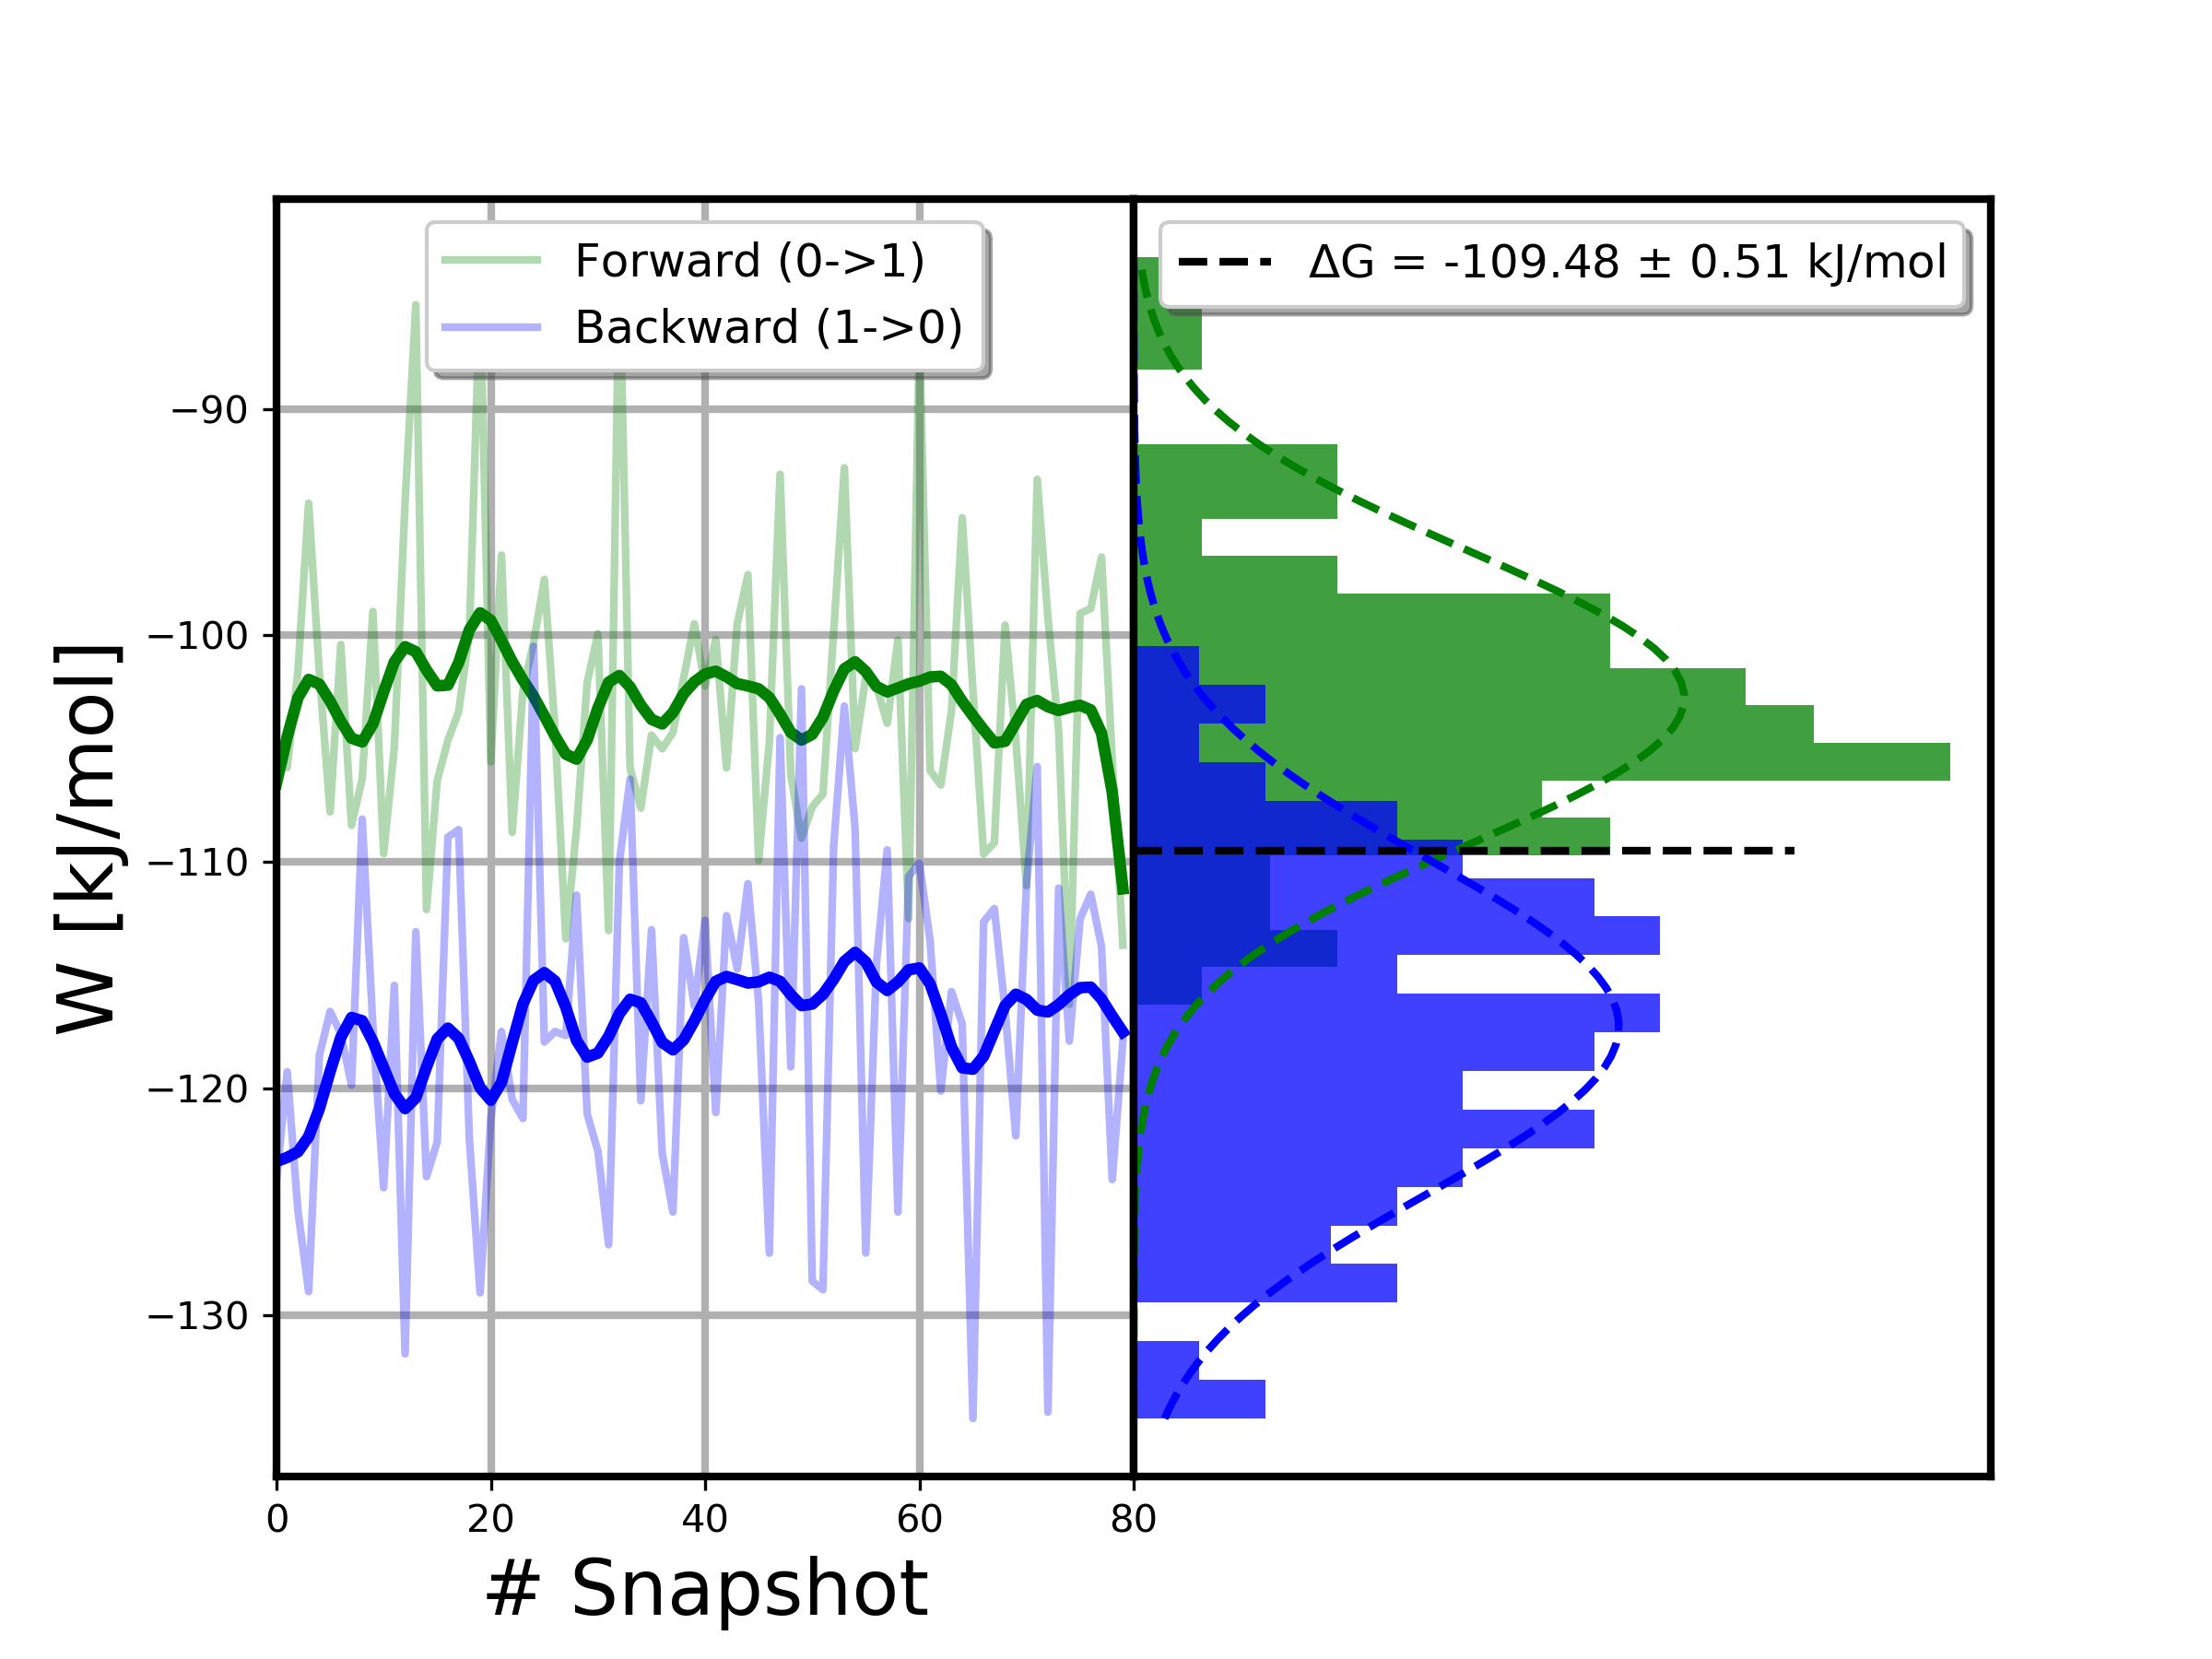 Forward (0->1)
Backward (1->0)
ΔG = -109.48 ± 0.51 kJ/mol
−90
−100
−110
−120
−130
W [kJ/mol]
0 20 40 60 80
# Snapshot